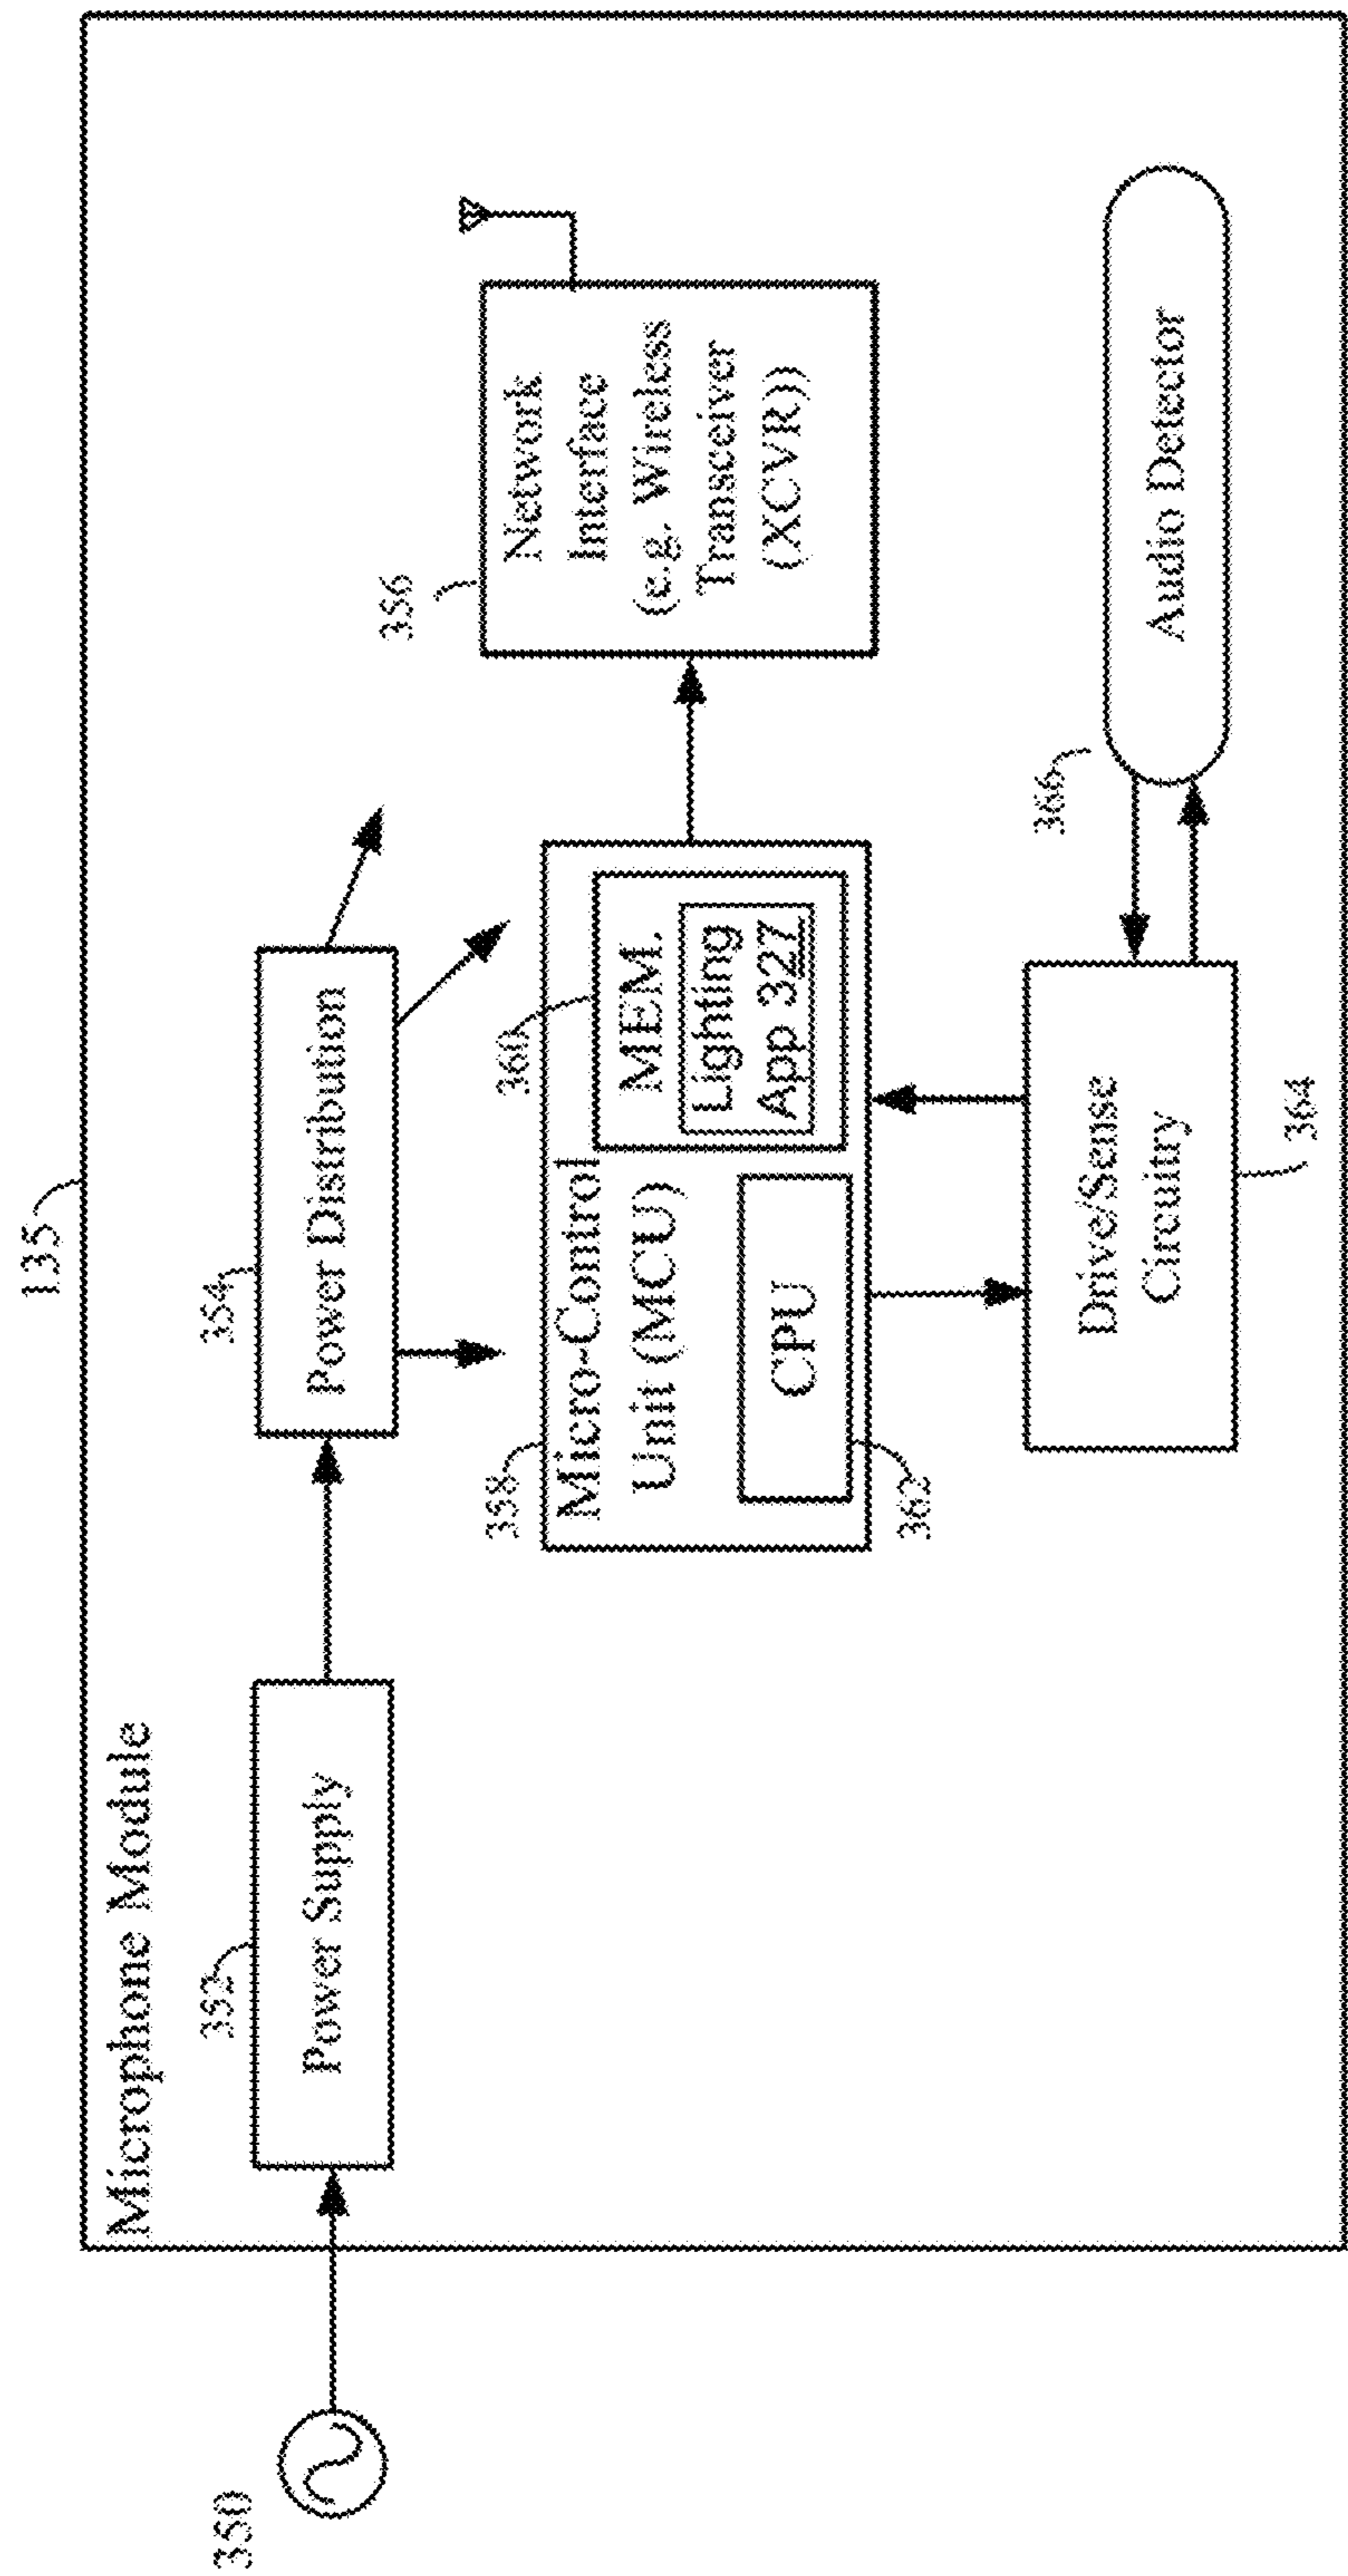 135
Microphone Module
350
352
Power Supply
354
Power Distribution
356
Network
Interface
(e.g. Wireless
Transceiver
(XCVR))
358
Micro-Control
Unit (MCU)
360
MEM.
Lighting
App 327
CPU
362
Drive/Sense
Circuitry
364
366
Audio Detector